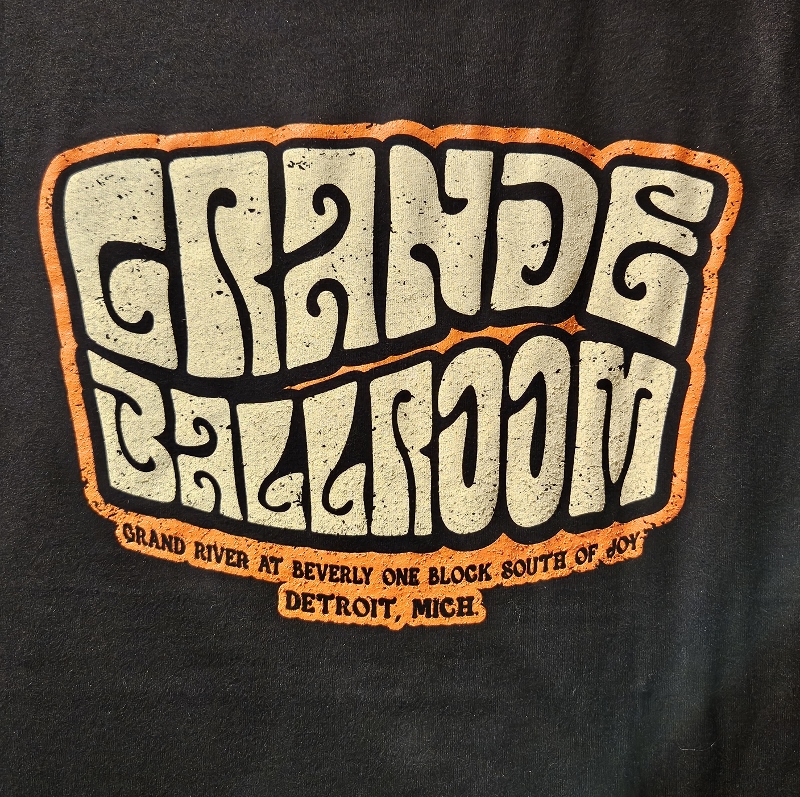 GRANDE
BALLROOM
GRAND RIVER AT BEVERLY ONE BLOCK SOUTH OF JOY
DETROIT, MICH.